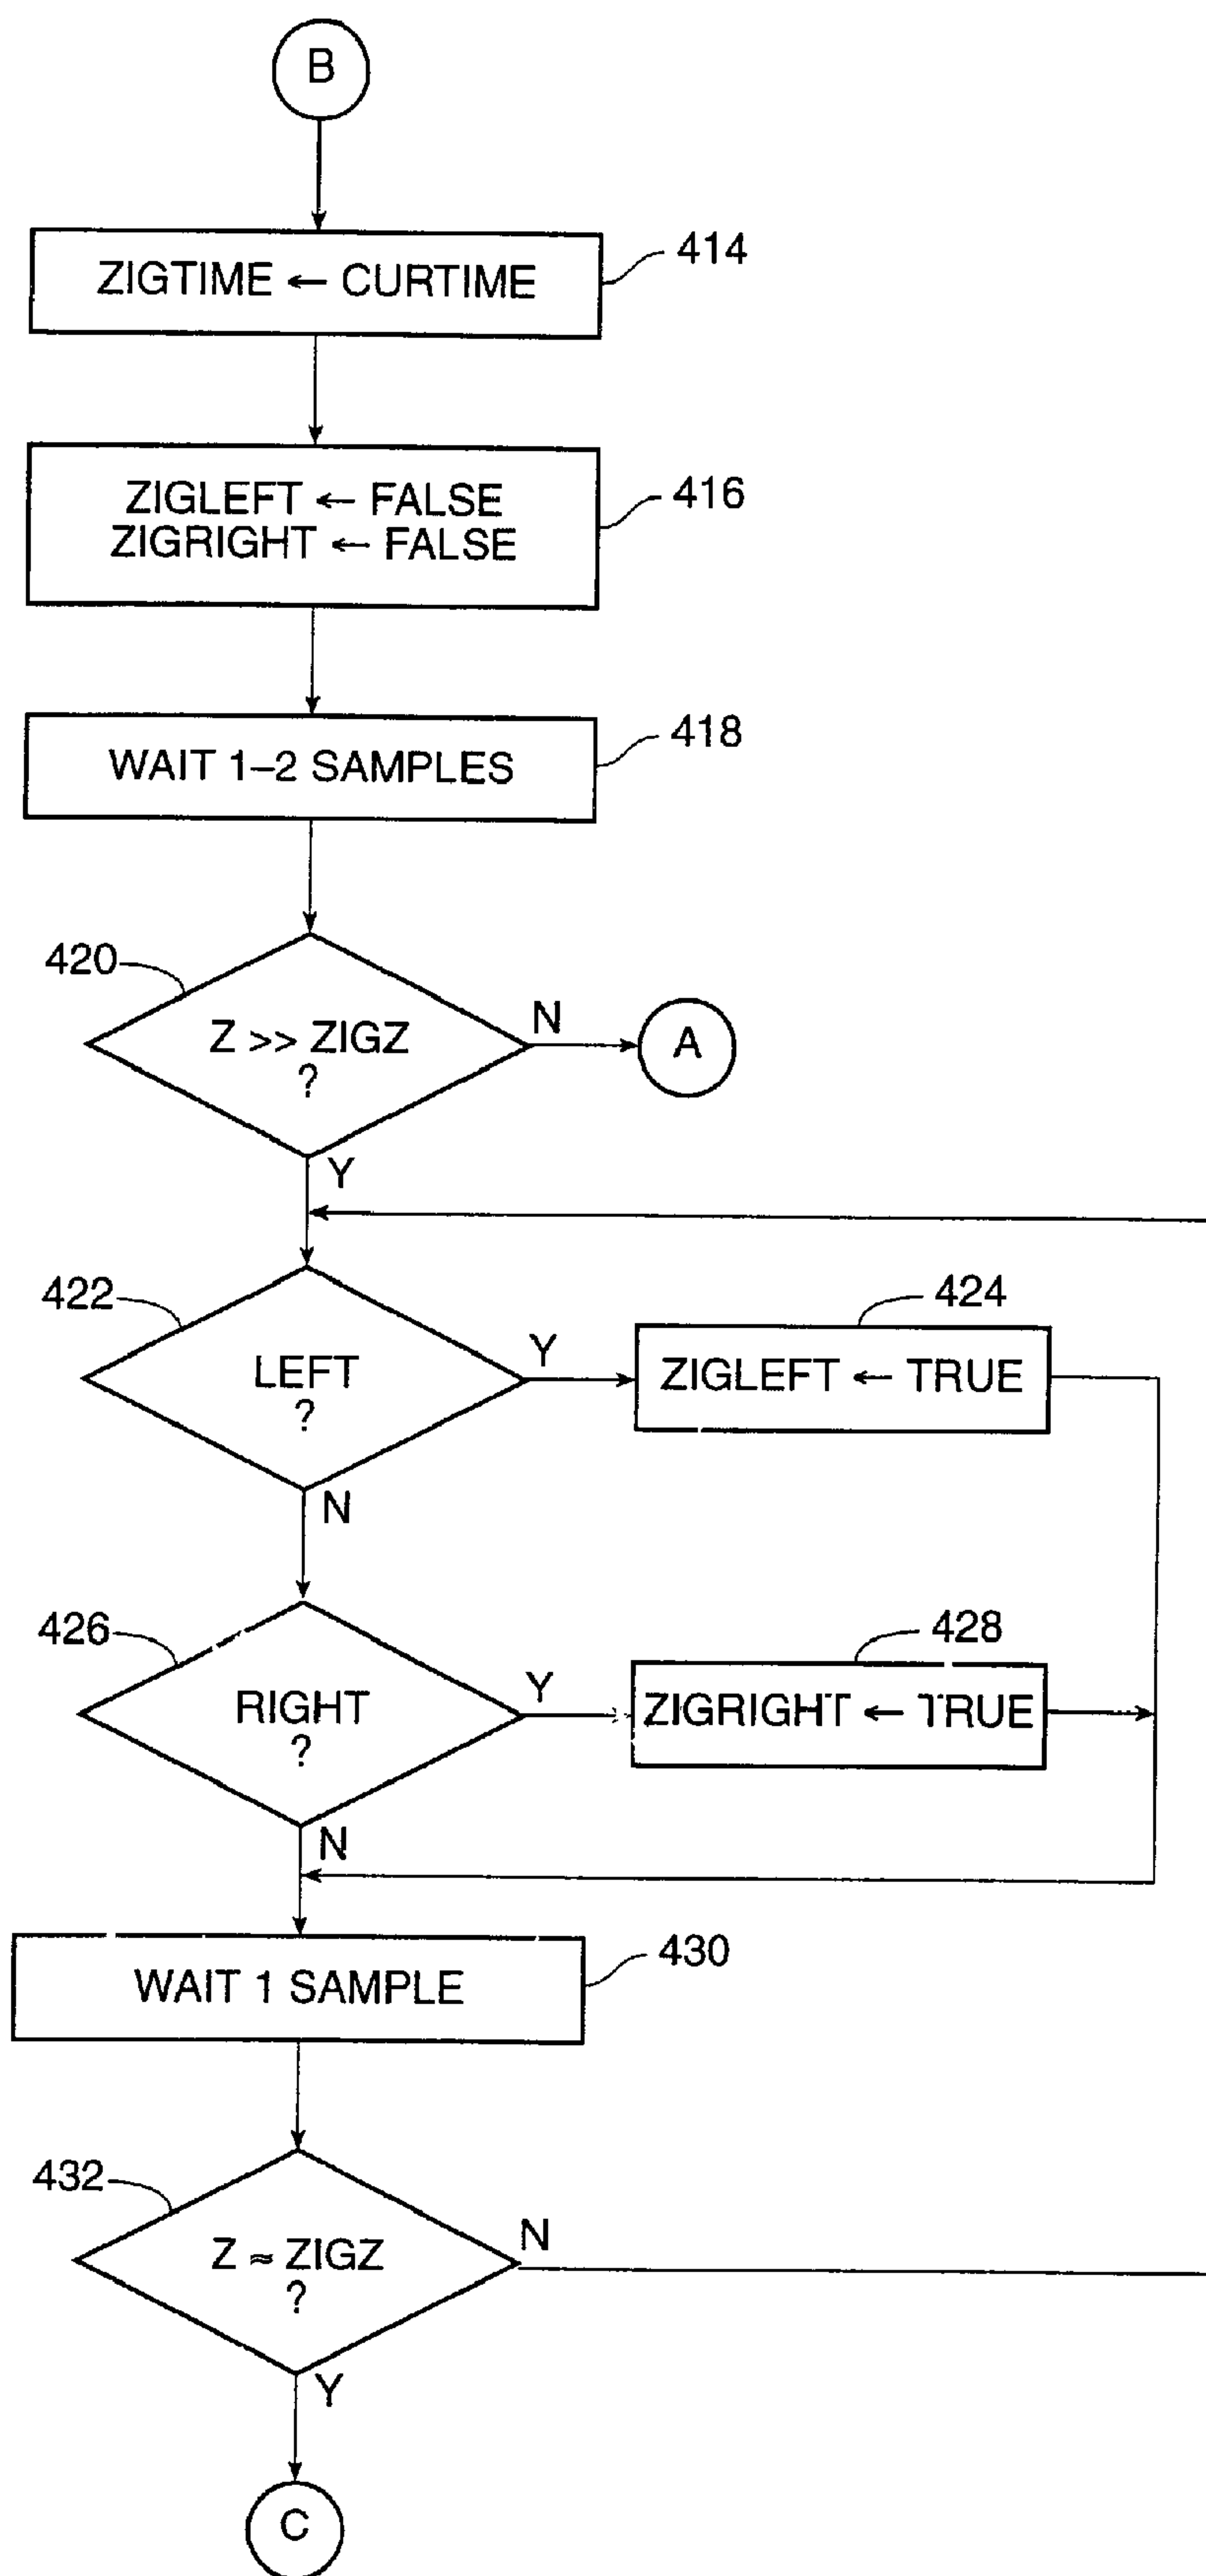 B
ZIGTIME ← CURTIME
414
ZIGLEFT ← FALSE
ZIGRIGHT ← FALSE
416
WAIT 1–2 SAMPLES
418
420
Z >> ZIGZ
?
N
A
Y
422
LEFT
?
Y
424
ZIGLEFT ← TRUE
N
426
RIGHT
?
Y
428
ZIGRIGHT ← TRUE
N
WAIT 1 SAMPLE
430
432
Z ≈ ZIGZ
?
N
Y
C